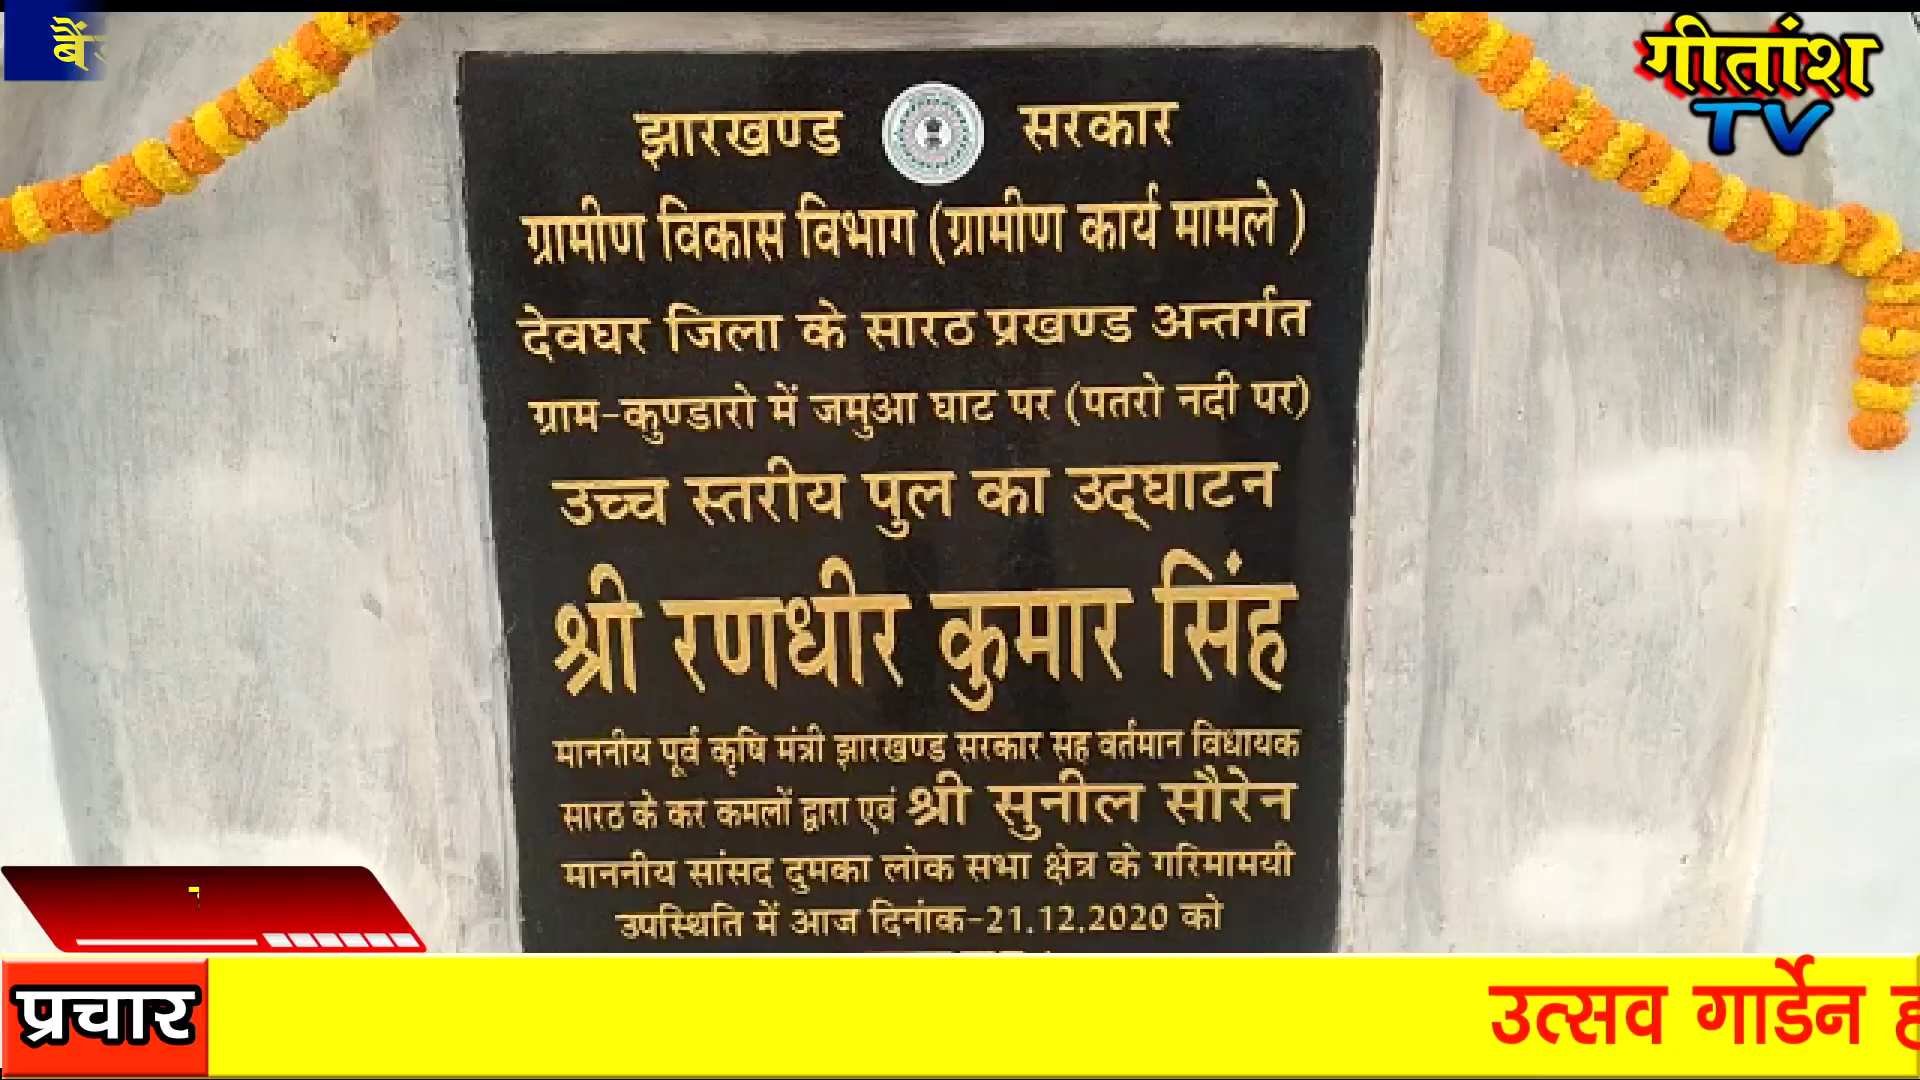 गीतांश
TV
झारखण्ड सरकार
ग्रामीण विकास विभाग (ग्रामीण कार्य मामले )
देवघर जिला के सारठ प्रखण्ड अन्तर्गत
ग्राम-कुण्डारो में जमुआ घाट पर (पतरो नदी पर)
उच्च स्तरीय पुल का उद्घाटन
श्री रणधीर कुमार सिंह
माननीय पूर्व कृषि मंत्री झारखण्ड सरकार सह वर्तमान विधायक
सारठ के कर कमलों द्वारा एवं श्री सुनील सौरेन
माननीय सांसद दुमका लोक सभा क्षेत्र के गरिमामयी
उपस्थिति में आज दिनांक-21.12.2020 को
प्रचार
उत्सव गार्डेन